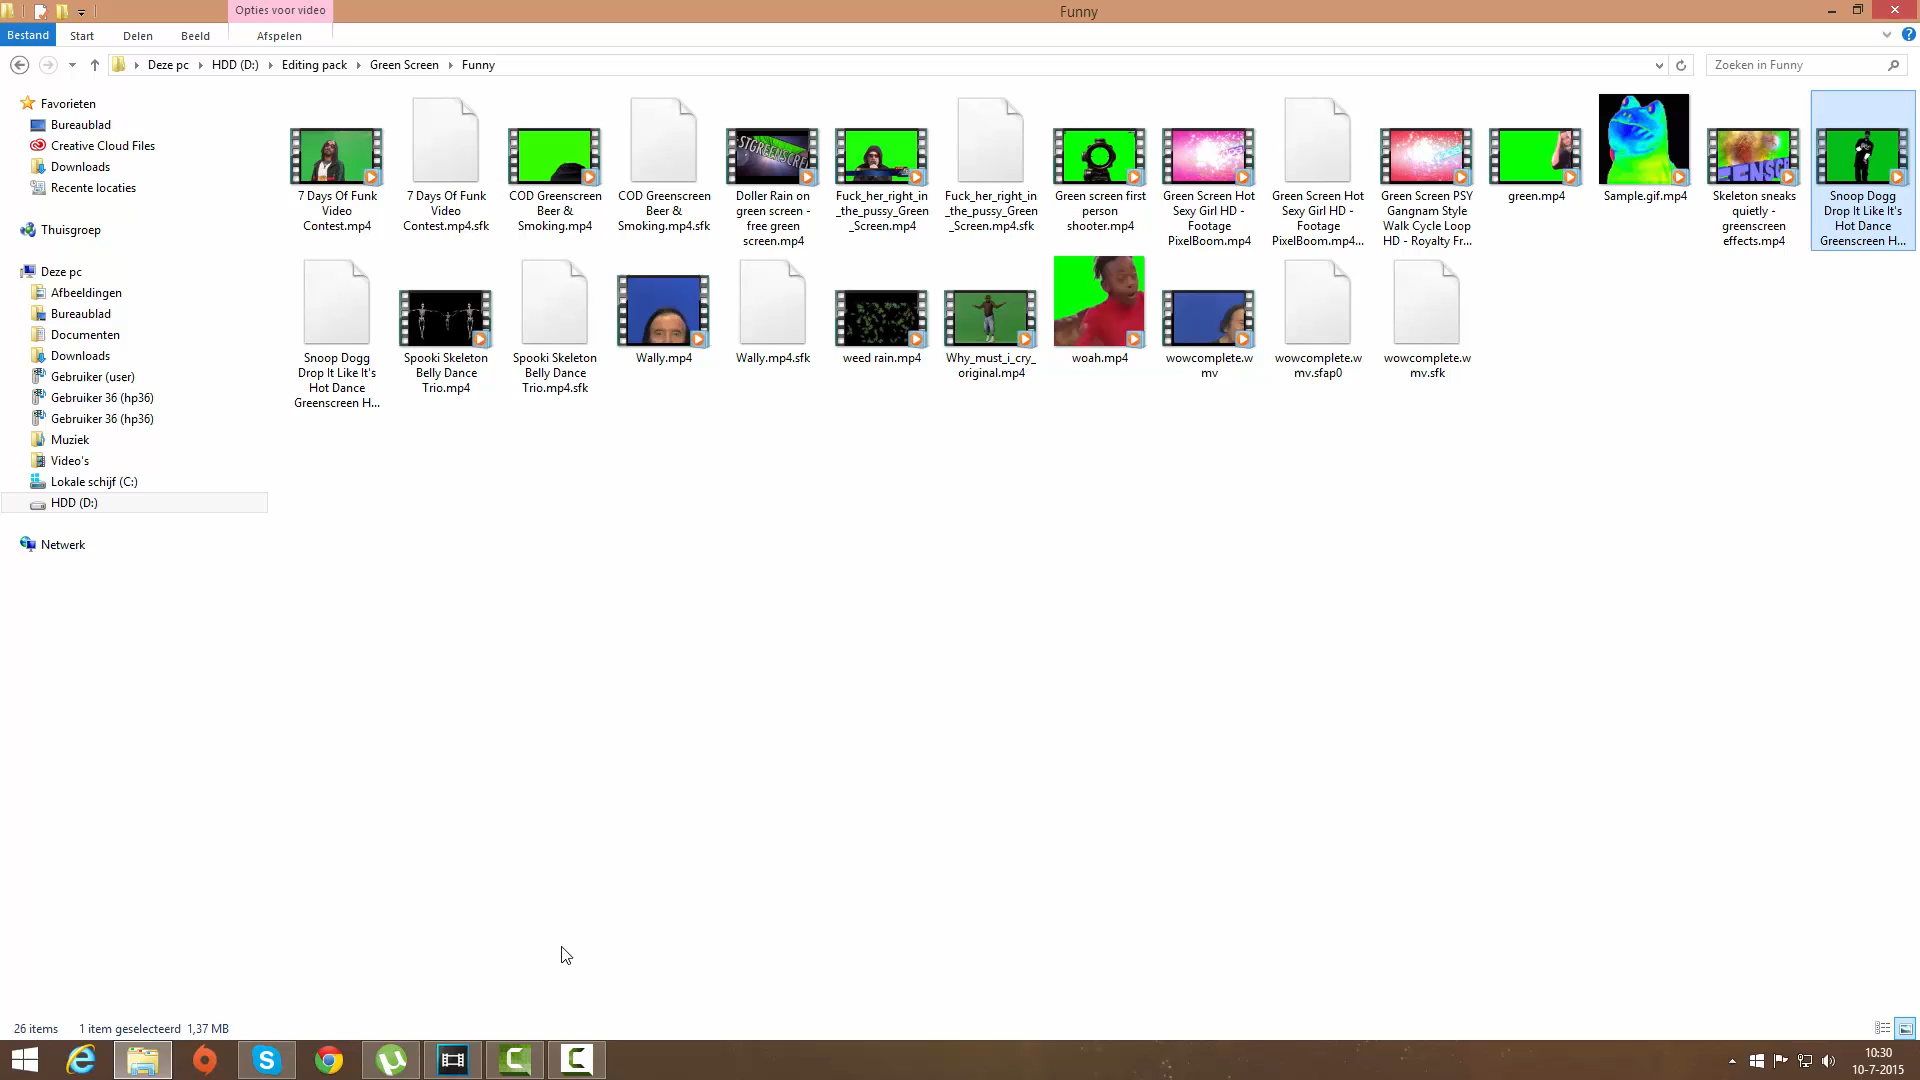 Opties voor video
Funny
Bestand Start Delen Beeld Afspelen
Deze pc HDD (D:) Editing pack Green Screen Funny
Zoeken in Funny
Favorieten
Bureaublad
Creative Cloud Files
Downloads
Recente locaties
Thuisgroep
Deze pc
Afbeeldingen
Bureaublad
Documenten
Downloads
Gebruiker (user)
Gebruiker 36 (hp36)
Gebruiker 36 (hp36)
Muziek
Video's
Lokale schijf (C:)
HDD (D:)
Netwerk
7 Days Of Funk
Video
Contest.mp4
7 Days Of Funk
Video
Contest.mp4.sfk
COD Greenscreen
Beer &
Smoking.mp4
COD Greenscreen
Beer &
Smoking.mp4.sfk
STGREENSCREE
Doller Rain on
green screen -
free green
screen.mp4
Fuck_her_right_in
_the_pussy_Green
_Screen.mp4
Fuck_her_right_in
_the_pussy_Green
_Screen.mp4.sfk
Green screen first
person
shooter.mp4
Green Screen Hot
Sexy Girl HD -
Footage
PixelBoom.mp4
Green Screen Hot
Sexy Girl HD -
Footage
PixelBoom.mp4...
Green Screen PSY
Gangnam Style
Walk Cycle Loop
HD - Royalty Fr...
green.mp4
Sample.gif.mp4
ENSC
Skeleton sneaks
quietly -
greenscreen
effects.mp4
Snoop Dogg
Drop It Like It's
Hot Dance
Greenscreen H...
Snoop Dogg
Drop It Like It's
Hot Dance
Greenscreen H...
Spooki Skeleton
Belly Dance
Trio.mp4
Spooki Skeleton
Belly Dance
Trio.mp4.sfk
Wally.mp4
Wally.mp4.sfk
weed rain.mp4
Why_must_i_cry_
original.mp4
woah.mp4
wowcomplete.w
mv
wowcomplete.w
mv.sfap0
wowcomplete.w
mv.sfk
26 items 1 item geselecteerd 1,37 MB
10:30
10-7-2015